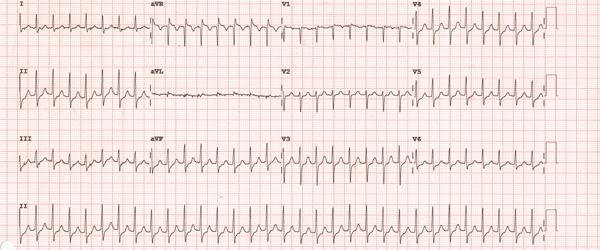 I aVR V1 V4
II aVL V2 V5
III aVF V3 V6
II